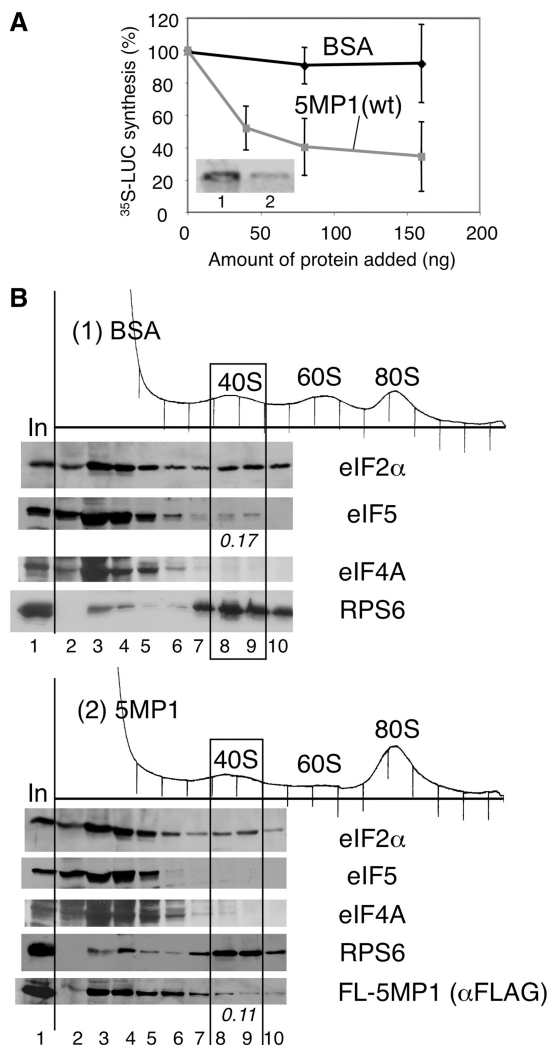 A
120
100
80
60
40
20
0
³⁵S-LUC synthesis (%)
BSA
5MP1(wt)
1 2
0 50 100 150 200
Amount of protein added (ng)
B
(1) BSA
40S 60S 80S
In
eIF2α
eIF5
0.17
eIF4A
RPS6
1 2 3 4 5 6 7 8 9 10
(2) 5MP1
40S 60S 80S
In
eIF2α
eIF5
eIF4A
RPS6
FL-5MP1 (αFLAG)
0.11
1 2 3 4 5 6 7 8 9 10